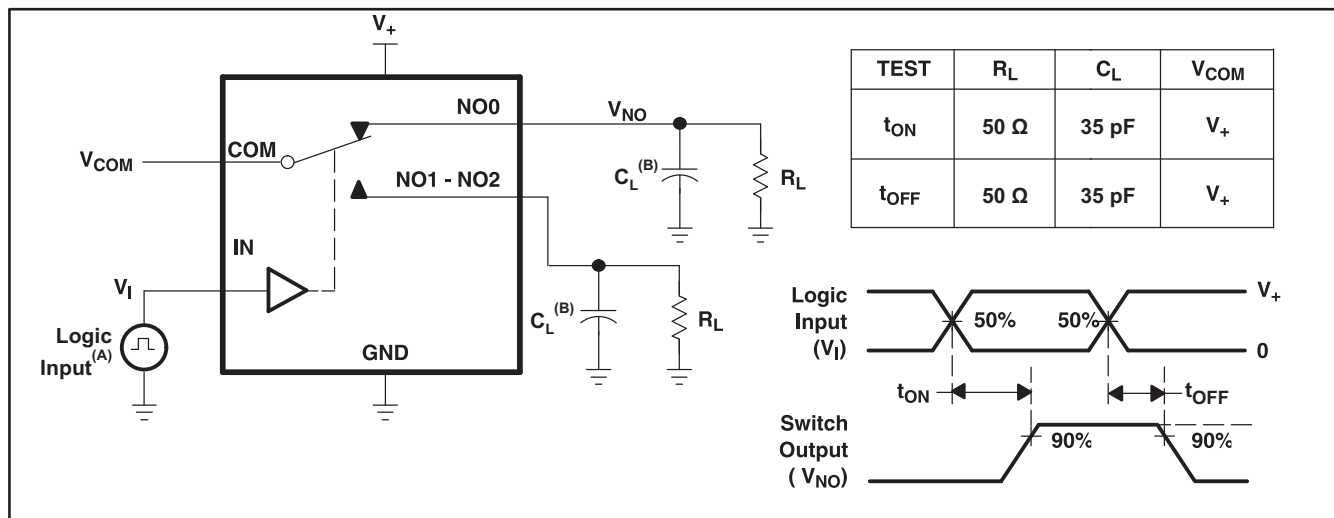 V+
NO0
VNO
VCOM
COM
CL(B)
RL
NO1 - NO2
IN
VI
CL(B)
RL
Logic
Input(A)
GND
TEST RL CL VCOM
tON 50 Ω 35 pF V+
tOFF 50 Ω 35 pF V+
Logic
Input
(VI)
50% 50%
V+
0
tON
tOFF
Switch
Output
( VNO)
90%
90%